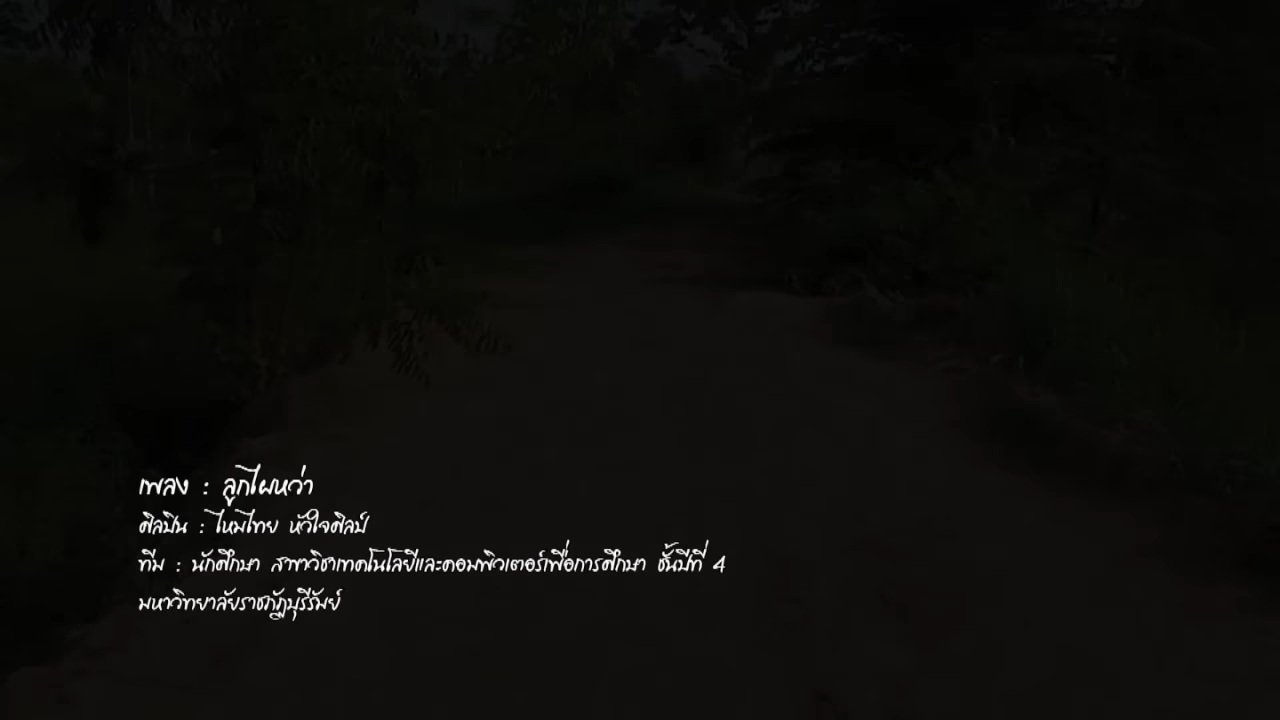 เพลง : ลูกไผหว่า
ศิลปิน : ไหมไทย หัวใจศิลป์
ทีม : นักศึกษา สาขาวิชาเทคโนโลยีและคอมพิวเตอร์เพื่อการศึกษา ชั้นปีที่ 4
มหาวิทยาลัยราชภัฏบุรีรัมย์